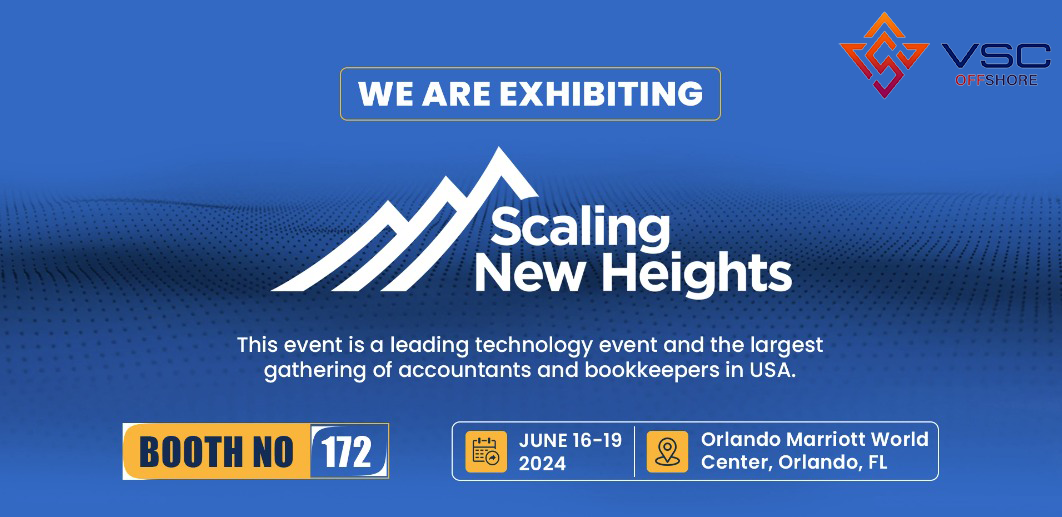 VSC
OFFSHORE
WE ARE EXHIBITING
Scaling
New Heights
This event is a leading technology event and the largest
gathering of accountants and bookkeepers in USA.
BOOTH NO 172
JUNE 16-19
2024
Orlando Marriott World
Center, Orlando, FL